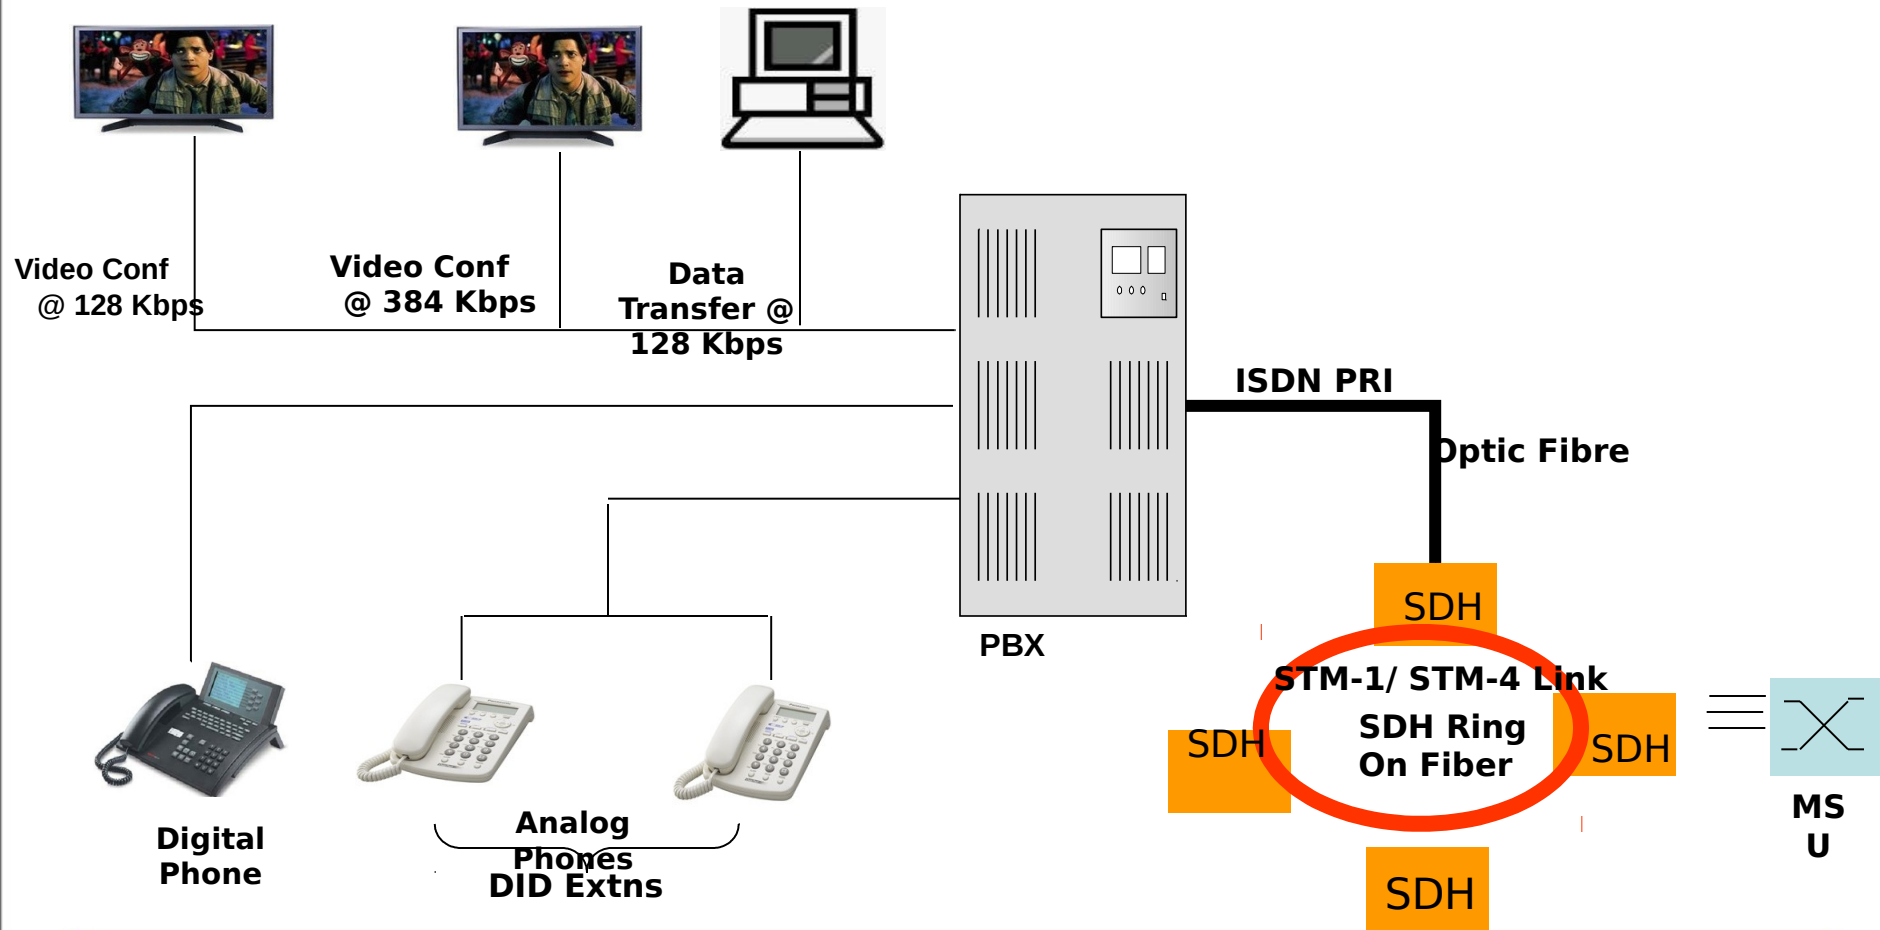 Video Conf
@ 128 Kbps
Video Conf
@ 384 Kbps
Data
Transfer @
128 Kbps
ISDN PRI
Optic Fibre
PBX
SDH
STM-1/ STM-4 Link
SDH Ring
On Fiber
SDH
SDH
SDH
MS
U
Digital
Phone
Analog
Phones
DID Extns